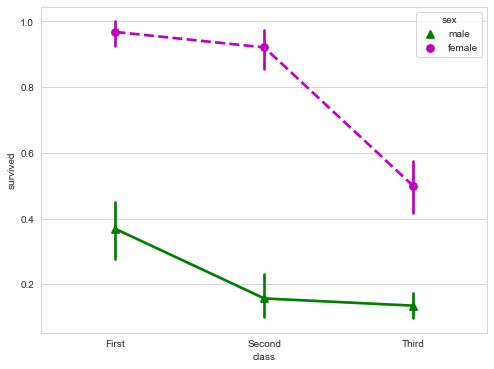 sex
male
female
1.0
0.8
0.6
0.4
0.2
survived
First
Second
Third
class